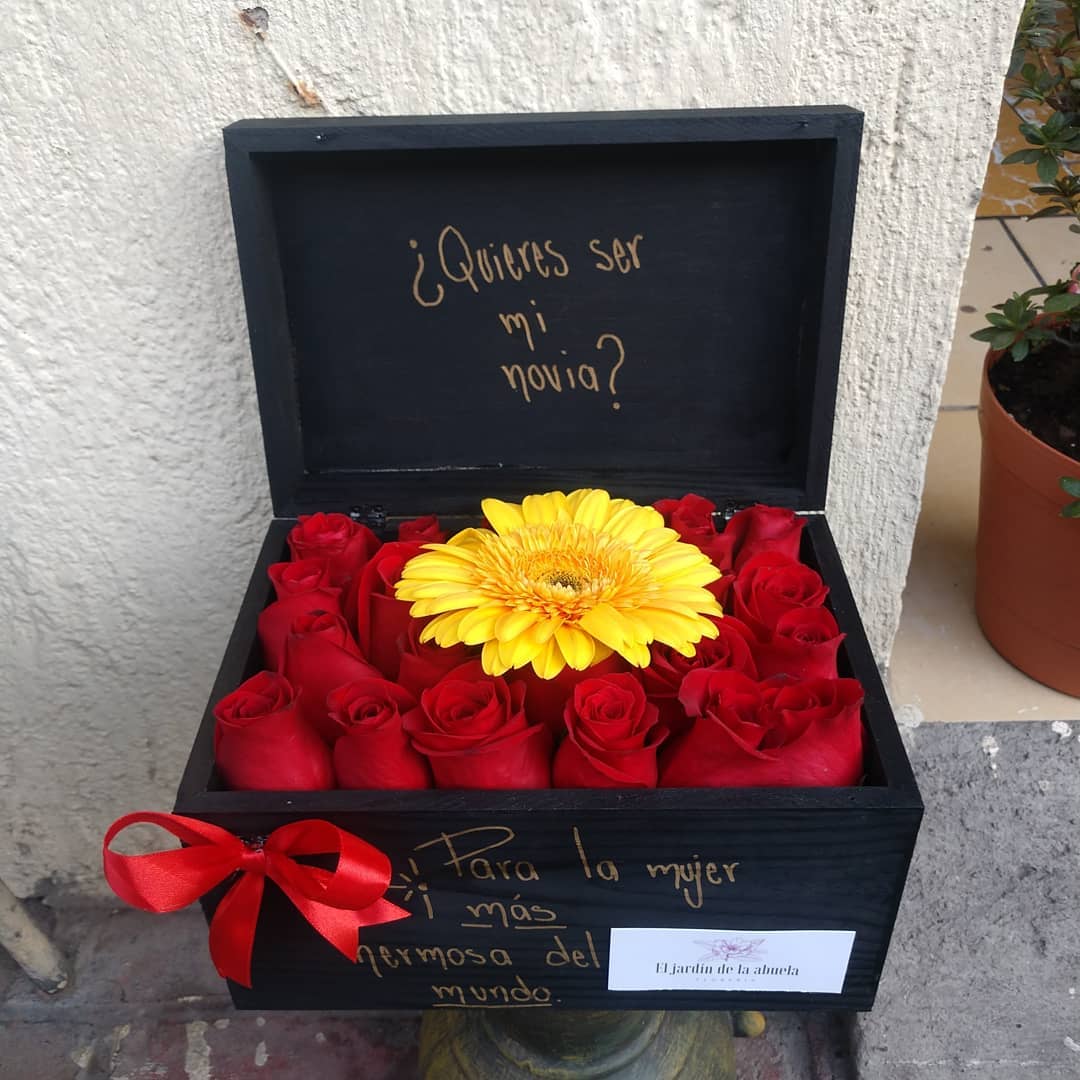 ¿Quieres ser
mi
novia?
Para la mujer
más
hermosa del
mundo.
El jardín de la abuela